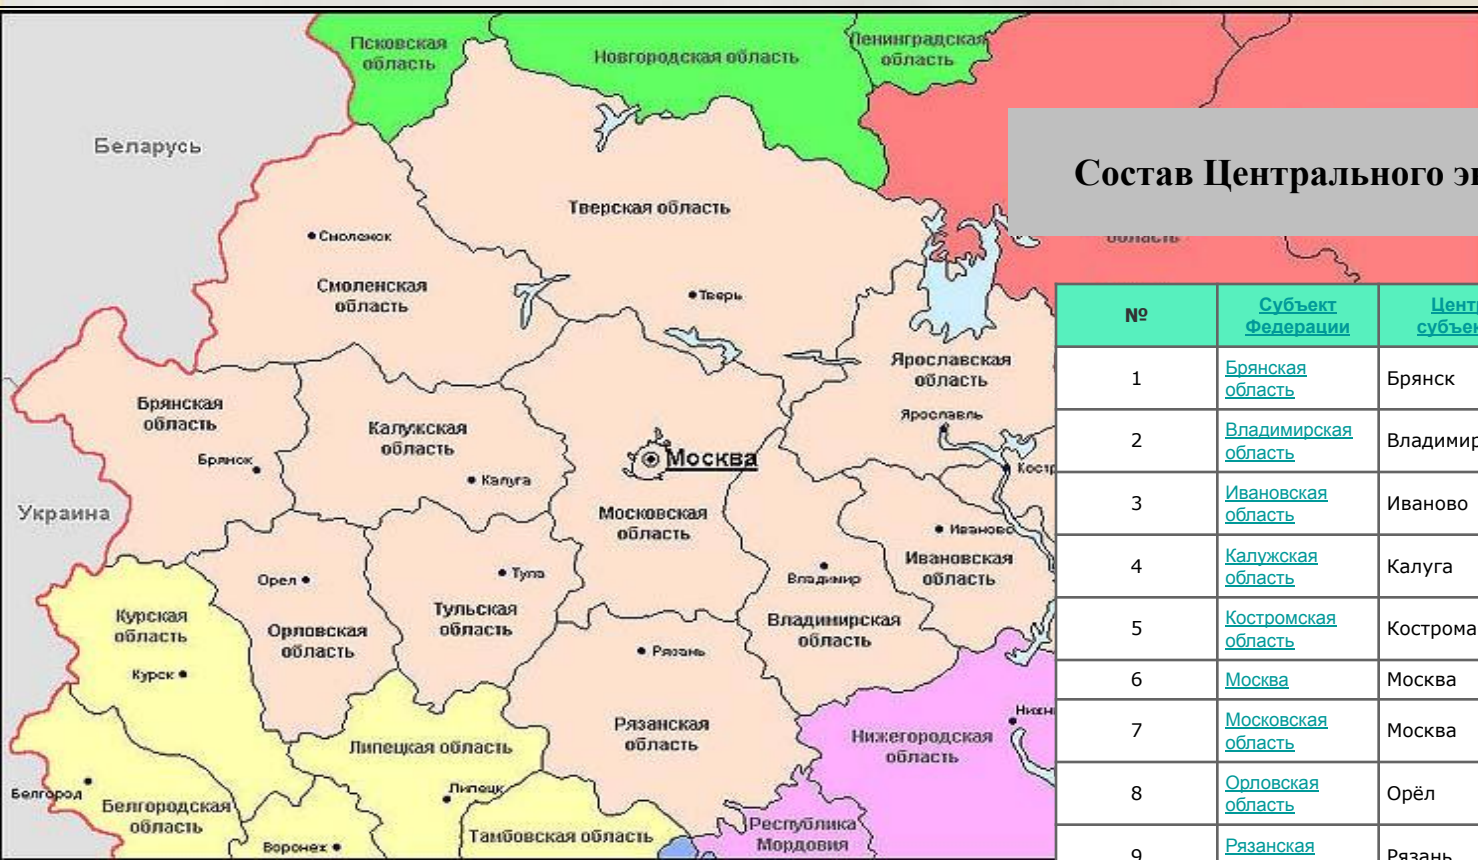 Псковская
область
Новгородская область
Ленинградская
область
Беларусь
Состав Центрального
Тверская область
Смоленск
Смоленская
область
Тверь
Ярославская
область
Ярославль
Брянская
область
Брянск
Калужская
область
Калуга
Москва
Московская
область
Украина
Иваново
Ивановская
область
Владимир
Владимирская
область
Орел
Орловская
область
Тула
Тульская
область
Курская
область
Курск
Рязань
Рязанская
область
Нижегородская
область
Липецкая область
Липецк
Белгород
Белгородская
область
Воронеж
Тамбовская область
Республика
Мордовия
область
№ Субъект
Федерации
1 Брянская
область Брянск
2 Владимирская
область Владимир
3 Ивановская
область Иваново
4 Калужская
область Калуга
5 Костромская
область Кострома
6 Москва Москва
7 Московская
область Москва
8 Орловская
область Орёл
9 Рязанская
Рязань